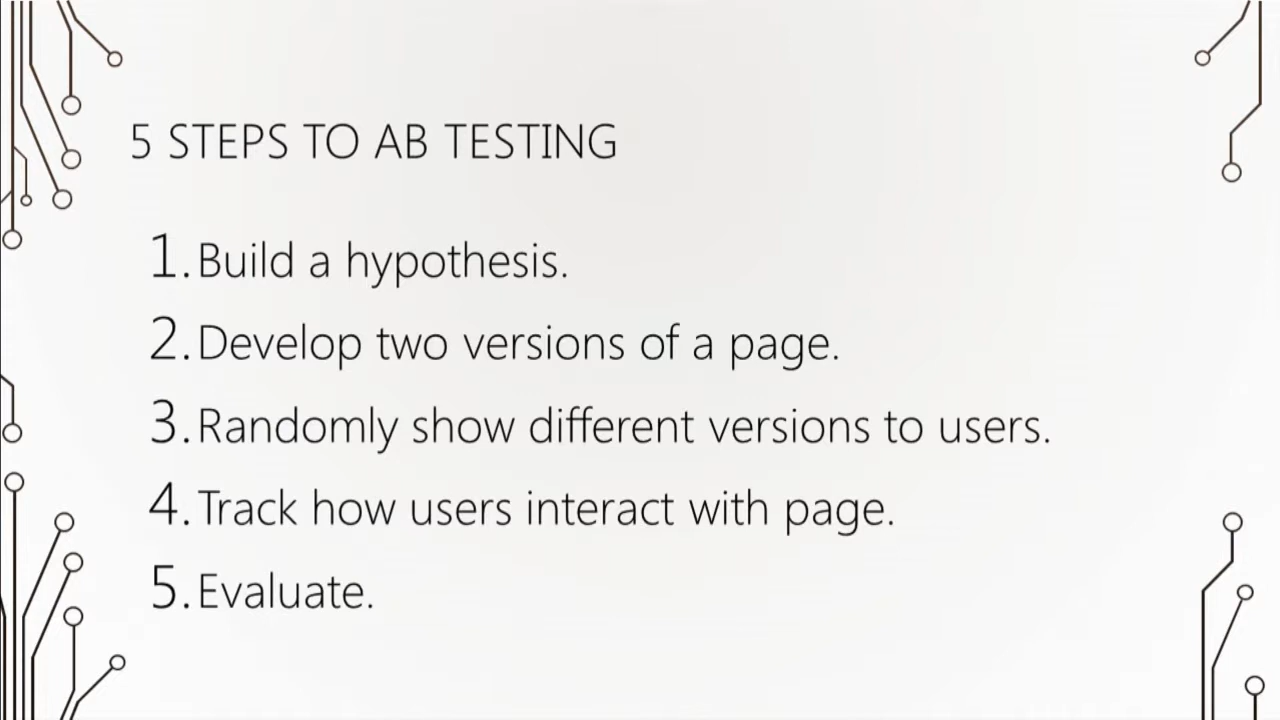 5 STEPS TO AB TESTING
1. Build a hypothesis.
2. Develop two versions of a page.
3. Randomly show different versions to users.
4. Track how users interact with page.
5. Evaluate.